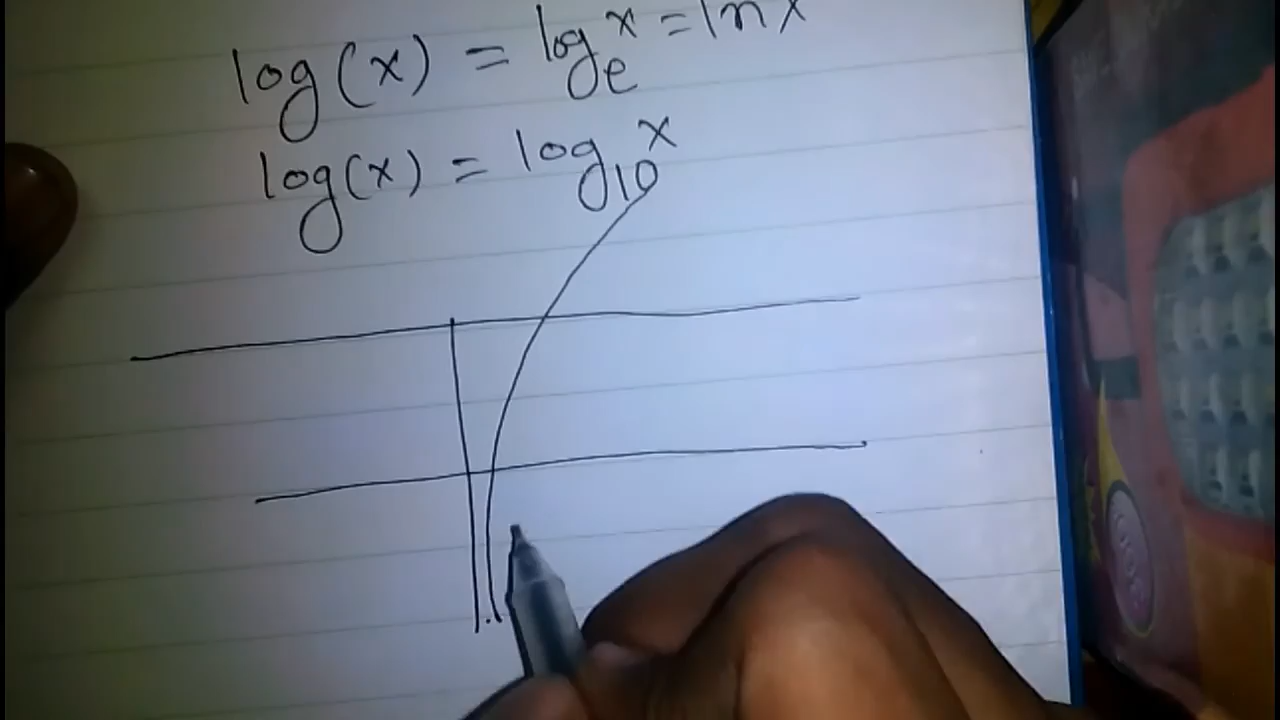 log(x) = log_e x = ln x
log(x) = log_10 x